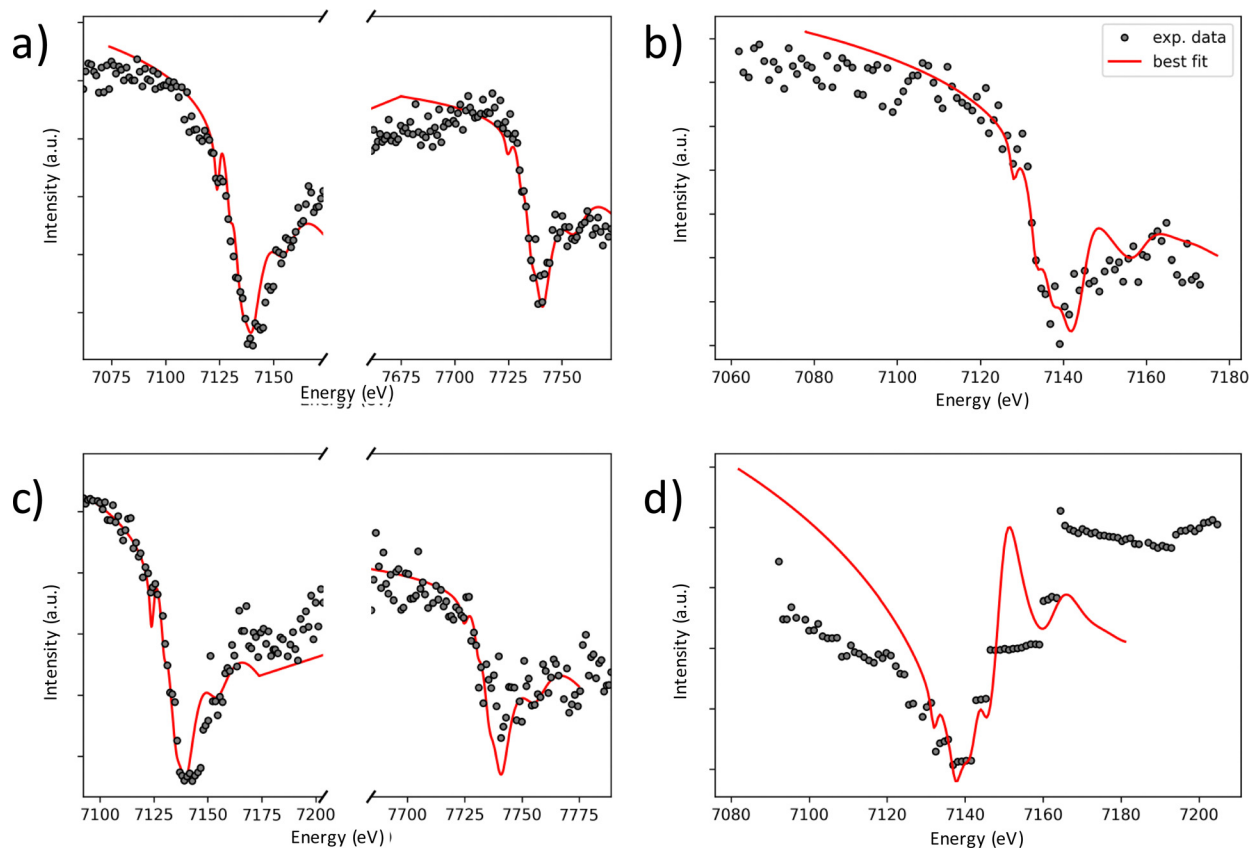 a)
Intensity (a.u.)
7075 7100 7125 7150 7675 7700 7725 7750
Energy (eV)
b)
exp. data
best fit
Intensity (a.u.)
7060 7080 7100 7120 7140 7160 7180
Energy (eV)
c)
Intensity (a.u.)
7100 7125 7150 7175 7200 7700 7725 7750 7775
Energy (eV)
d)
Intensity (a.u.)
7080 7100 7120 7140 7160 7180 7200
Energy (eV)